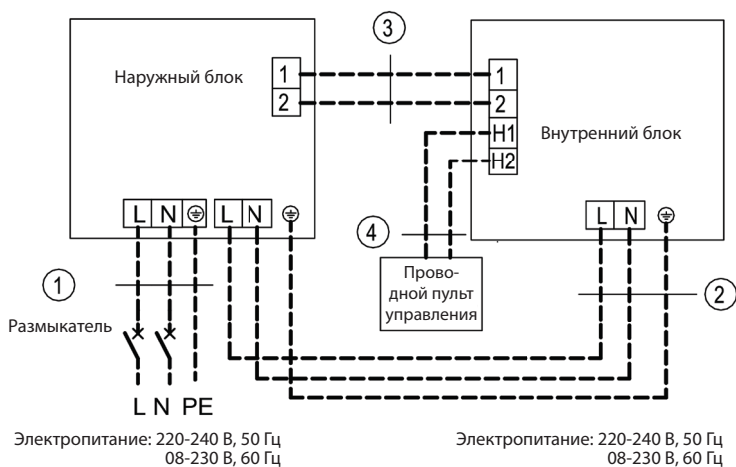 Наружный блок
1
2
3
1
2
H1
H2
Внутренний блок
L N
L N
L N
4
Прово-
дной пульт
управления
1
2
Размыкатель
L N PE
Электропитание: 220-240 В, 50 Гц
08-230 В, 60 Гц
Электропитание: 220-240 В, 50 Гц
08-230 В, 60 Гц